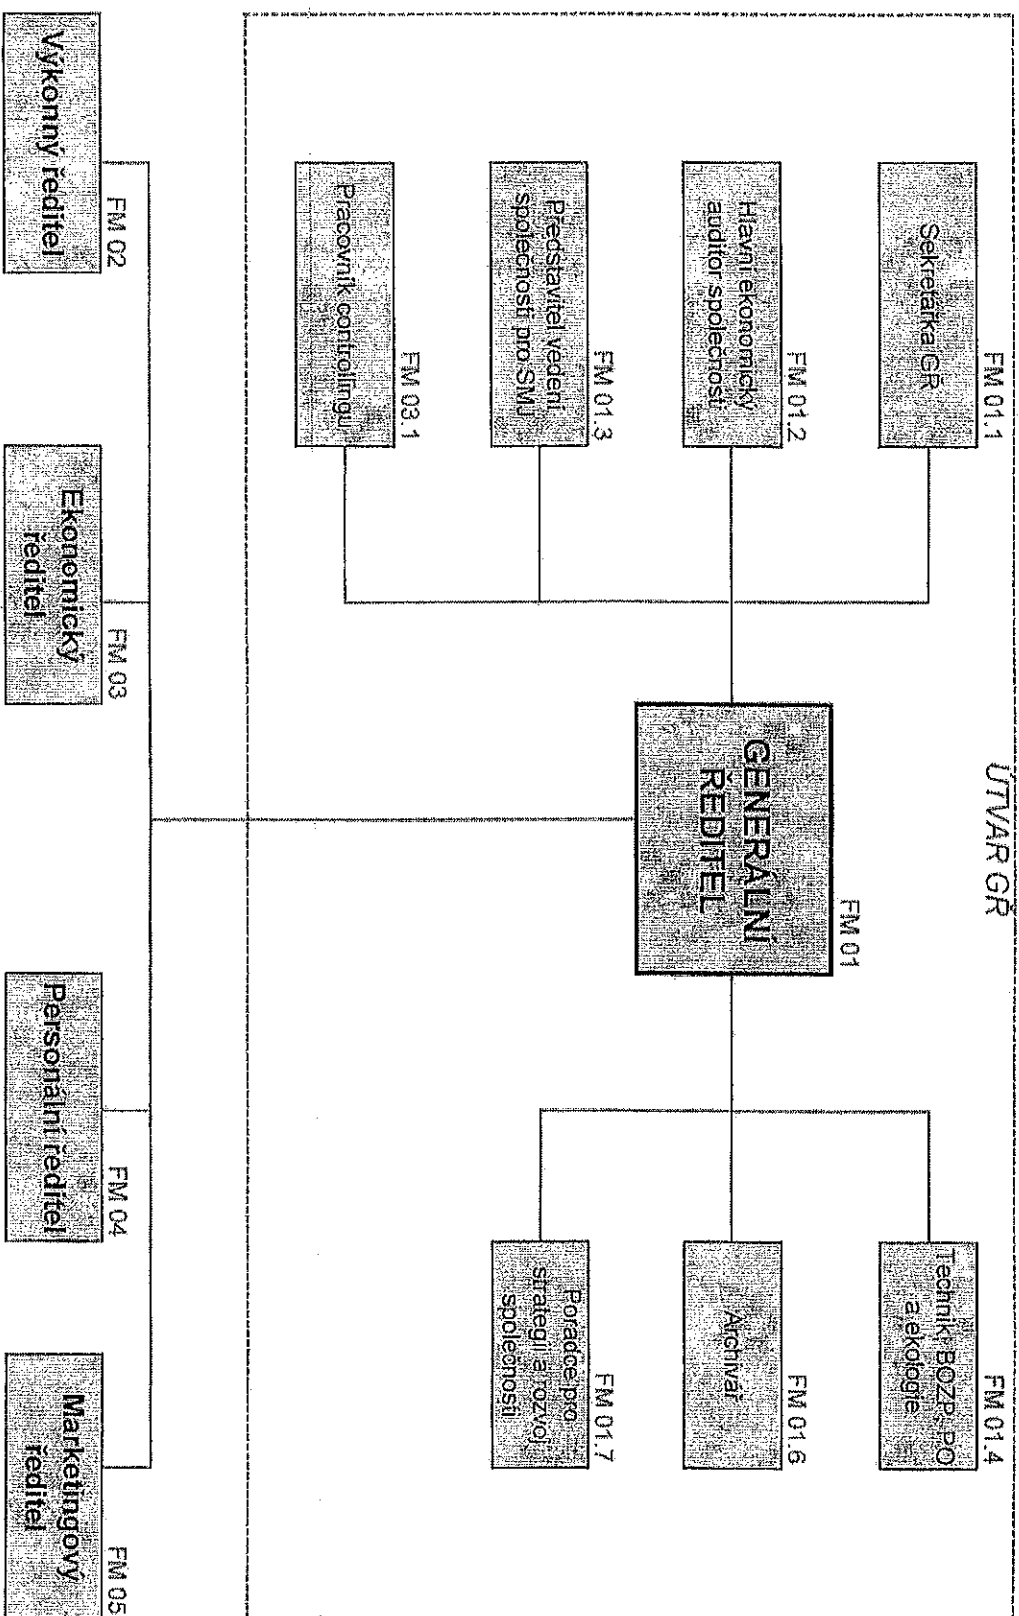 ÚTVAR GŘ
FM 01.1
Sekretářka GŘ
FM 01.2
Hlavní ekonomický
auditor společnosti
FM 01.3
Představitel vedení
společnosti pro SMJ
FM 03.1
Pracovník controllingu
FM 01
GENERÁLNÍ
ŘEDITEL
FM 01.4
Technik BOZP, PO
a ekologie
FM 01.6
Archivář
FM 01.7
Poradce pro
strategii a rozvoj
společnosti
FM 02
Výkonný ředitel
FM 03
Ekonomický
ředitel
FM 04
Personální ředitel
FM 05
Marketingový
ředitel